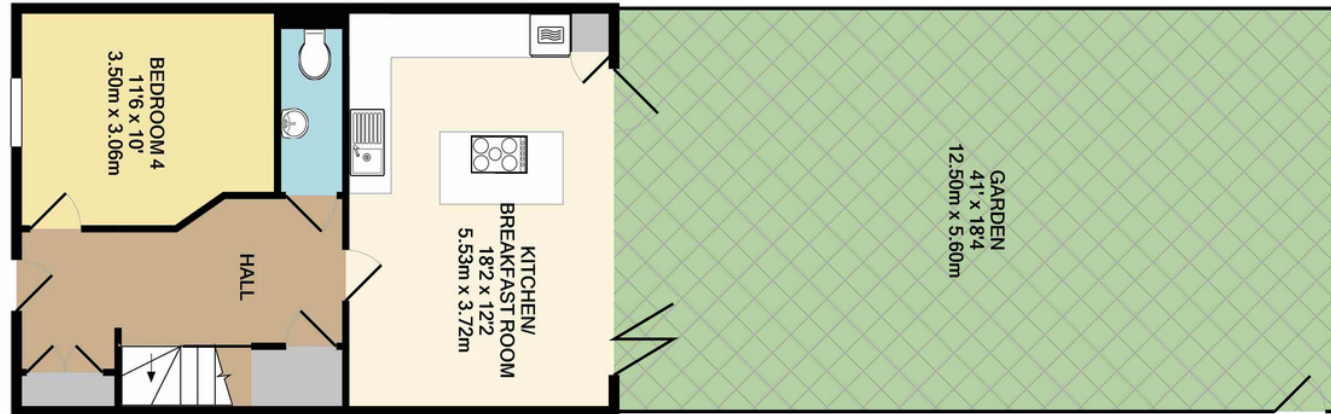 BEDROOM 4
11'6 x 10'
3.50m x 3.06m
HALL
KITCHEN/
BREAKFAST ROOM
18'2 x 12'2
5.53m x 3.72m
GARDEN
41' x 18'4
12.50m x 5.60m